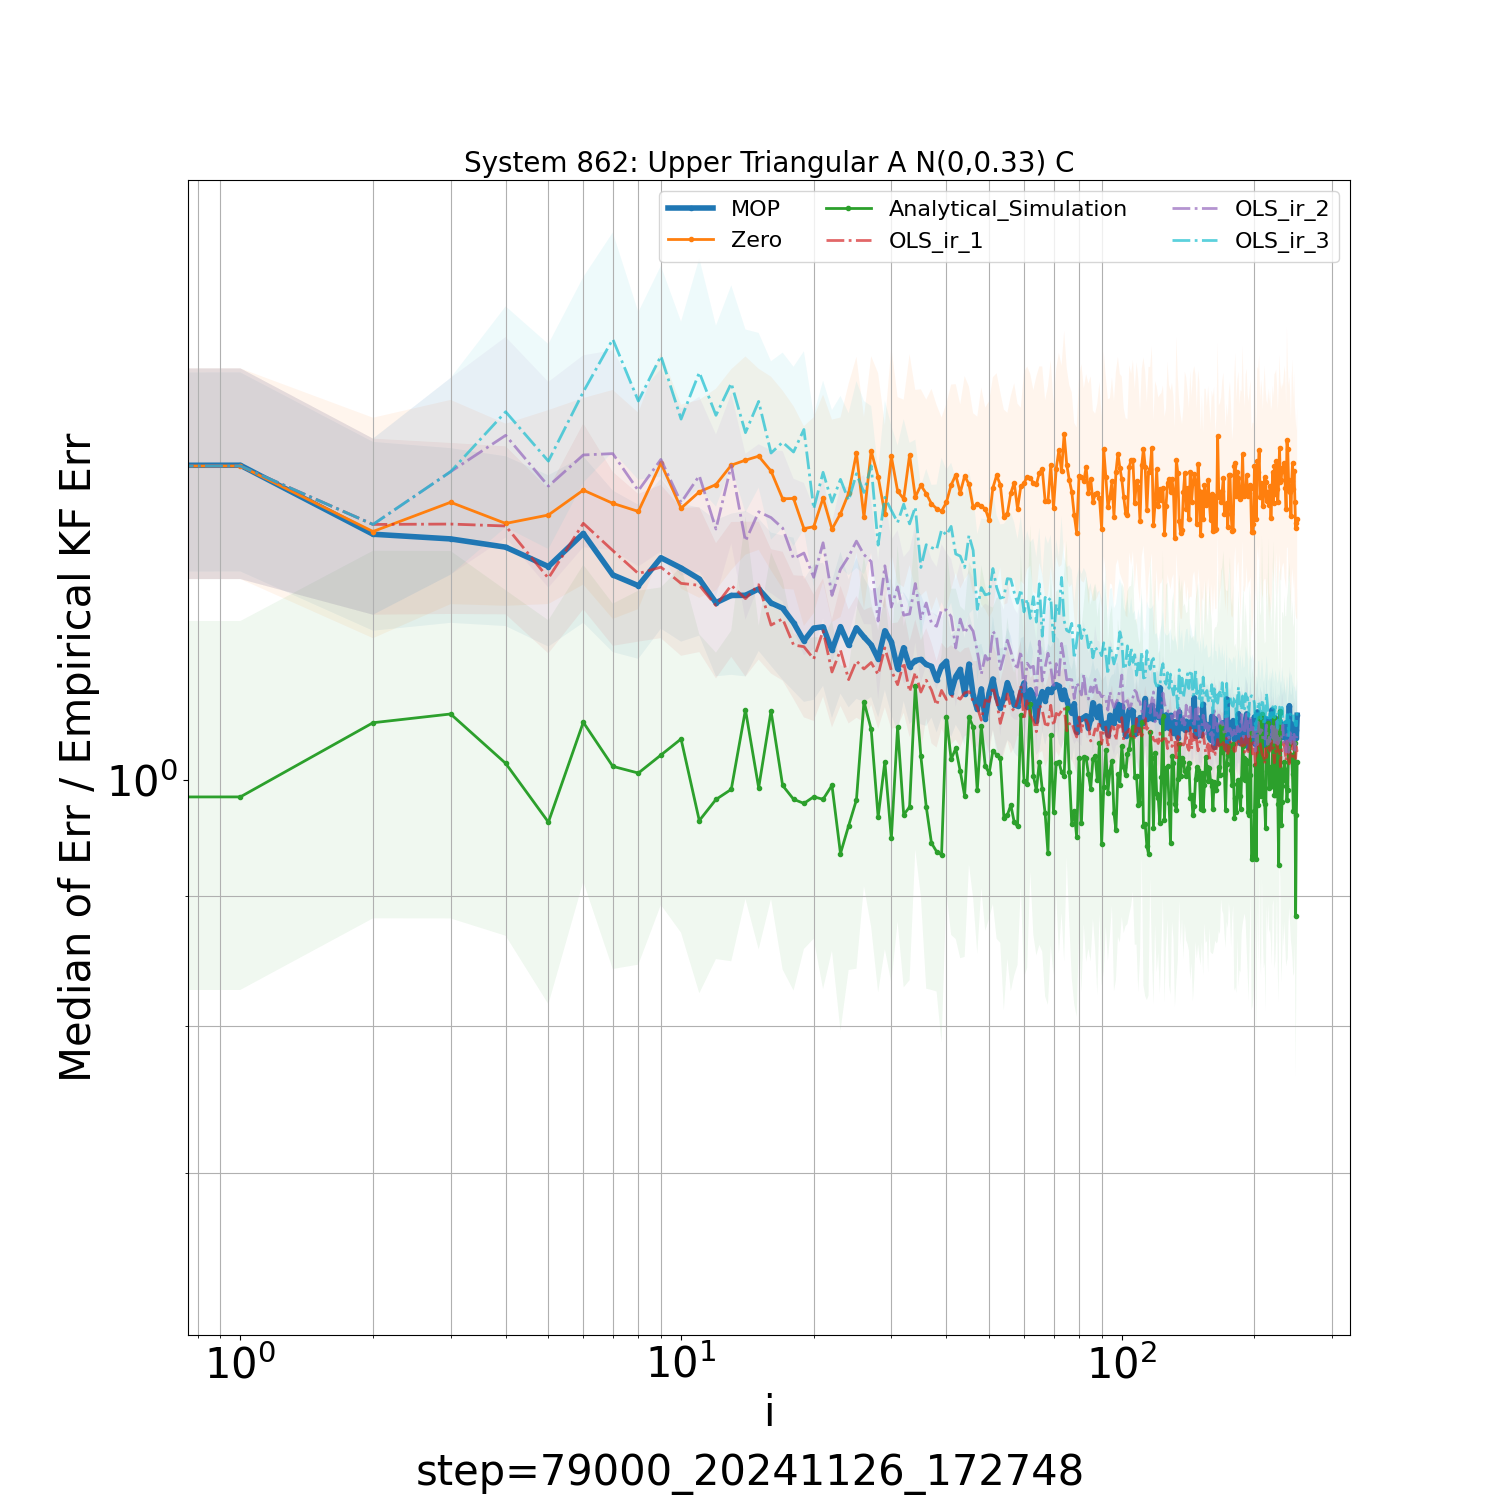 System 862: Upper Triangular A N(0,0.33) C
MOP
Zero
Analytical_Simulation
OLS_ir_1
OLS_ir_2
OLS_ir_3
Median of Err / Empirical KF Err
10⁰
10⁰
10¹
10²
i
step=79000_20241126_172748